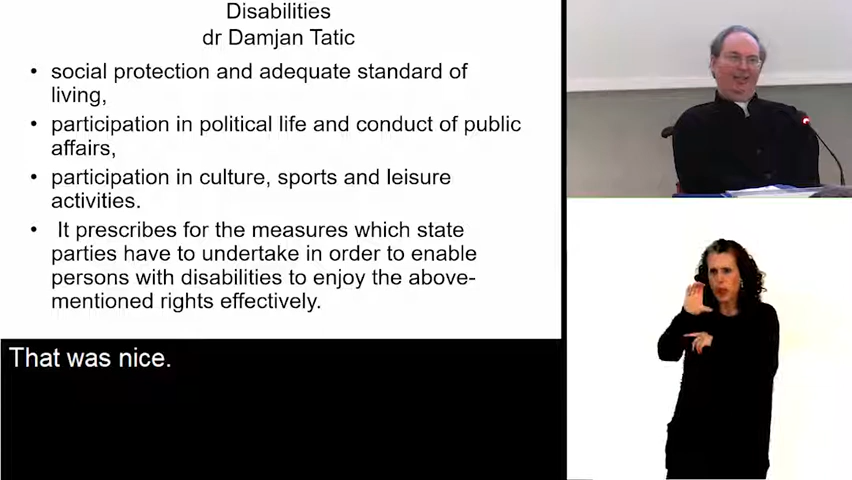 Disabilities
dr Damjan Tatic
• social protection and adequate standard of
living,
• participation in political life and conduct of public
affairs,
• participation in culture, sports and leisure
activities.
• It prescribes for the measures which state
parties have to undertake in order to enable
persons with disabilities to enjoy the above-
mentioned rights effectively.
That was nice.